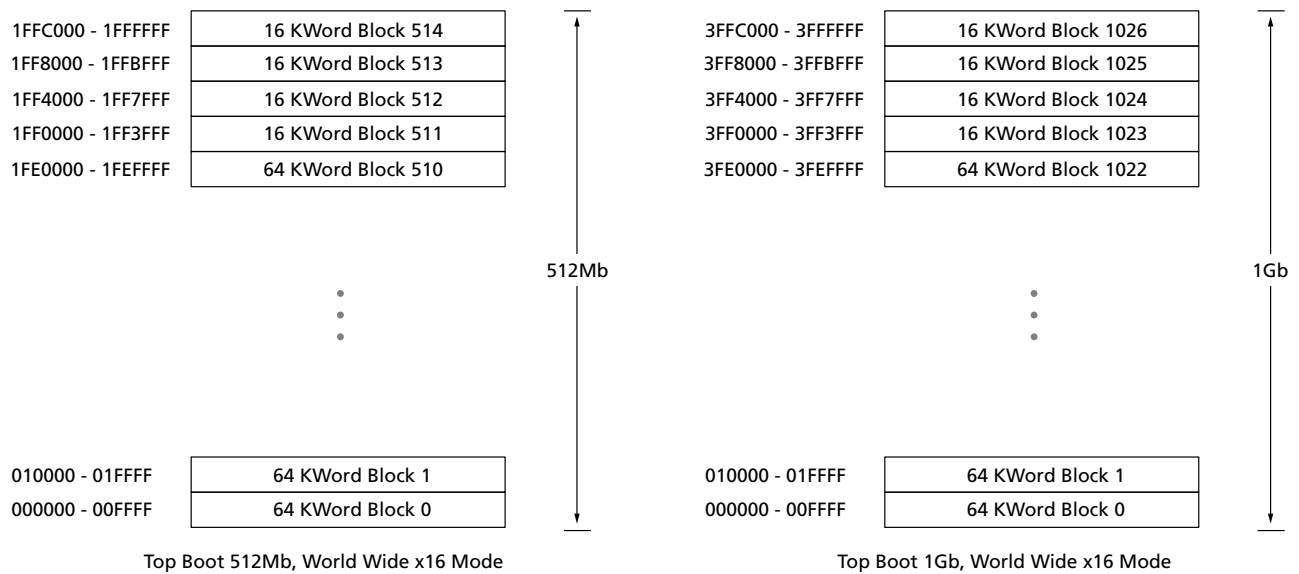 1FFC000 - 1FFFFFF 16 KWord Block 514
1FF8000 - 1FFBFFF 16 KWord Block 513
1FF4000 - 1FF7FFF 16 KWord Block 512
1FF0000 - 1FF3FFF 16 KWord Block 511
1FE0000 - 1FEFFFF 64 KWord Block 510
512Mb
010000 - 01FFFF 64 KWord Block 1
000000 - 00FFFF 64 KWord Block 0
Top Boot 512Mb, World Wide x16 Mode
3FFC000 - 3FFFFFF 16 KWord Block 1026
3FF8000 - 3FFBFFF 16 KWord Block 1025
3FF4000 - 3FF7FFF 16 KWord Block 1024
3FF0000 - 3FF3FFF 16 KWord Block 1023
3FE0000 - 3FEFFFF 64 KWord Block 1022
1Gb
010000 - 01FFFF 64 KWord Block 1
000000 - 00FFFF 64 KWord Block 0
Top Boot 1Gb, World Wide x16 Mode